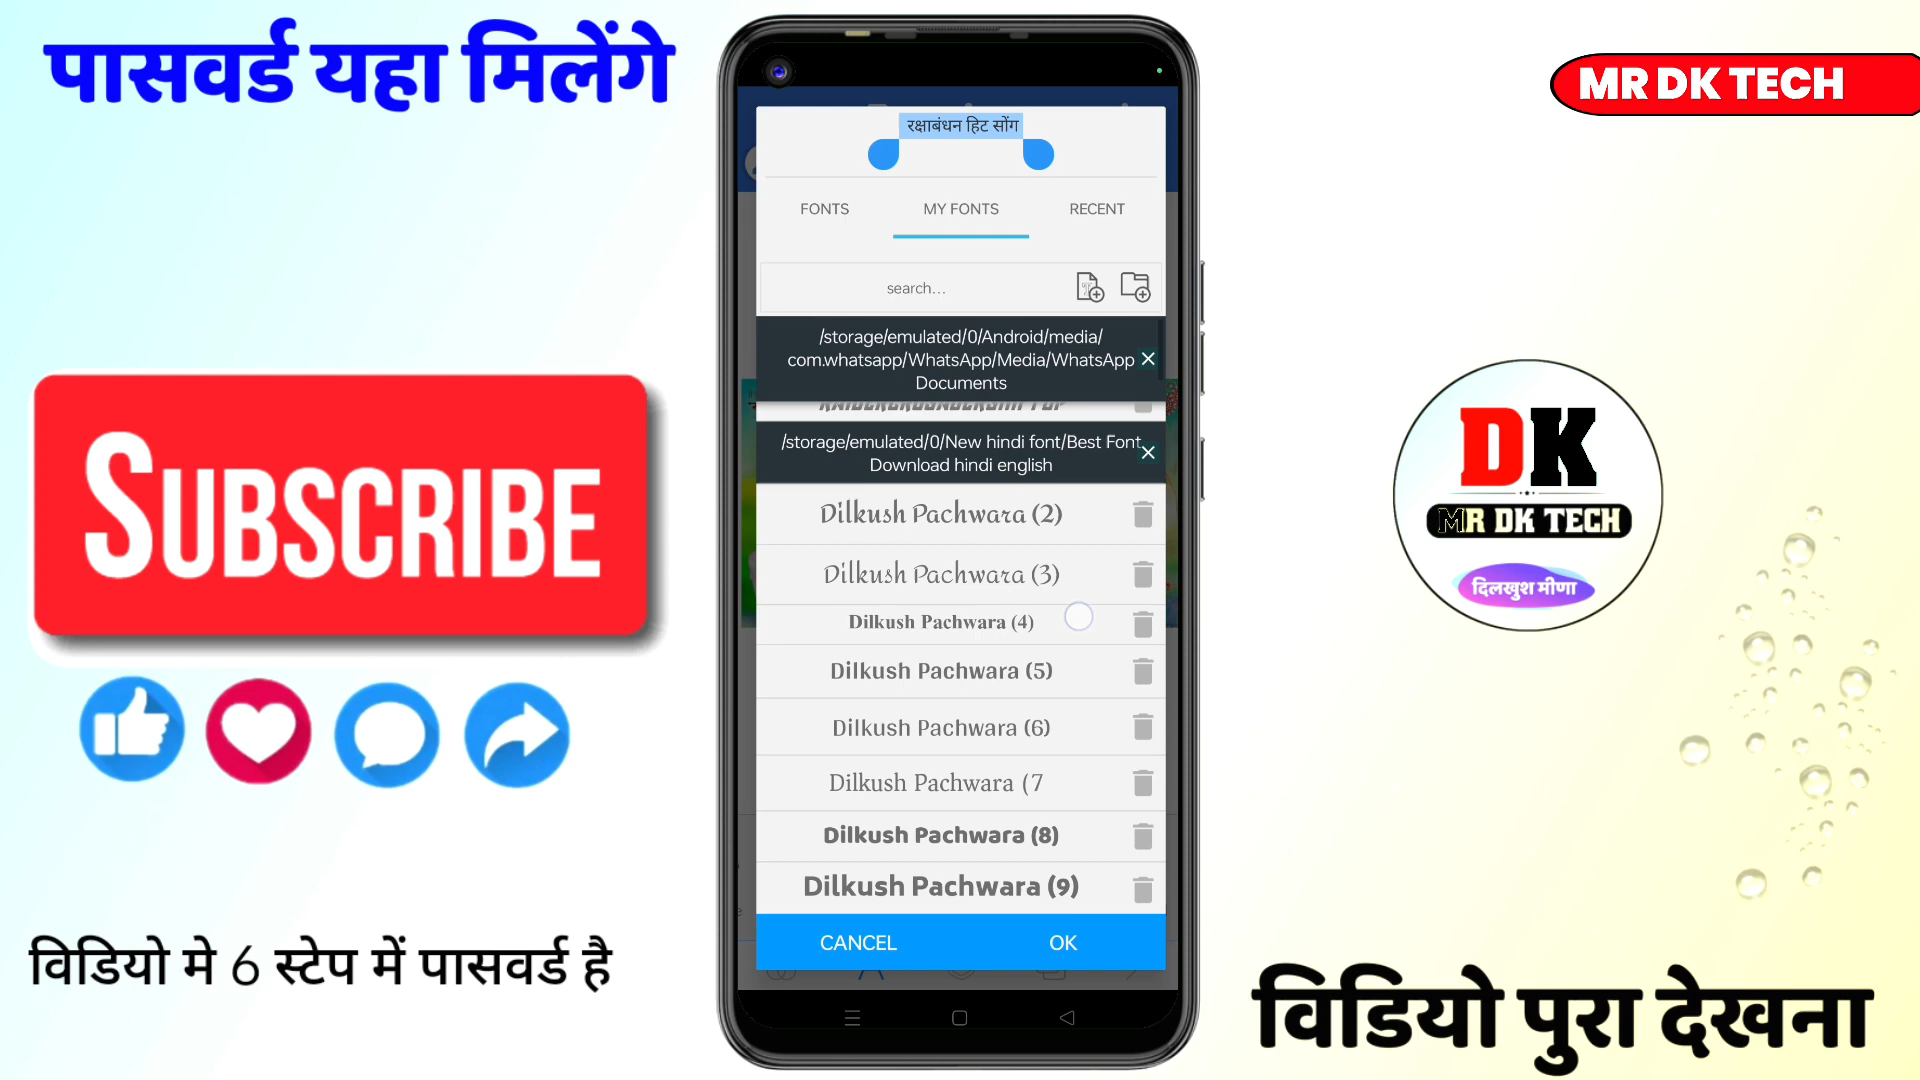 पासवर्ड यहा मिलेंगे
MR DK TECH
रक्षाबंधन हिट सोंग
FONTS MY FONTS RECENT
search...
/storage/emulated/0/Android/media/
com.whatsapp/WhatsApp/Media/WhatsApp
Documents
/storage/emulated/0/New hindi font/Best Font
Download hindi english
Dilkush Pachwara (2)
Dilkush Pachwara (3)
Dilkush Pachwara (4)
Dilkush Pachwara (5)
Dilkush Pachwara (6)
Dilkush Pachwara (7
Dilkush Pachwara (8)
Dilkush Pachwara (9)
CANCEL OK
SUBSCRIBE
DK
MR DK TECH
दिलखुश मीणा
विडियो मे 6 स्टेप में पासवर्ड है
विडियो पुरा देखना